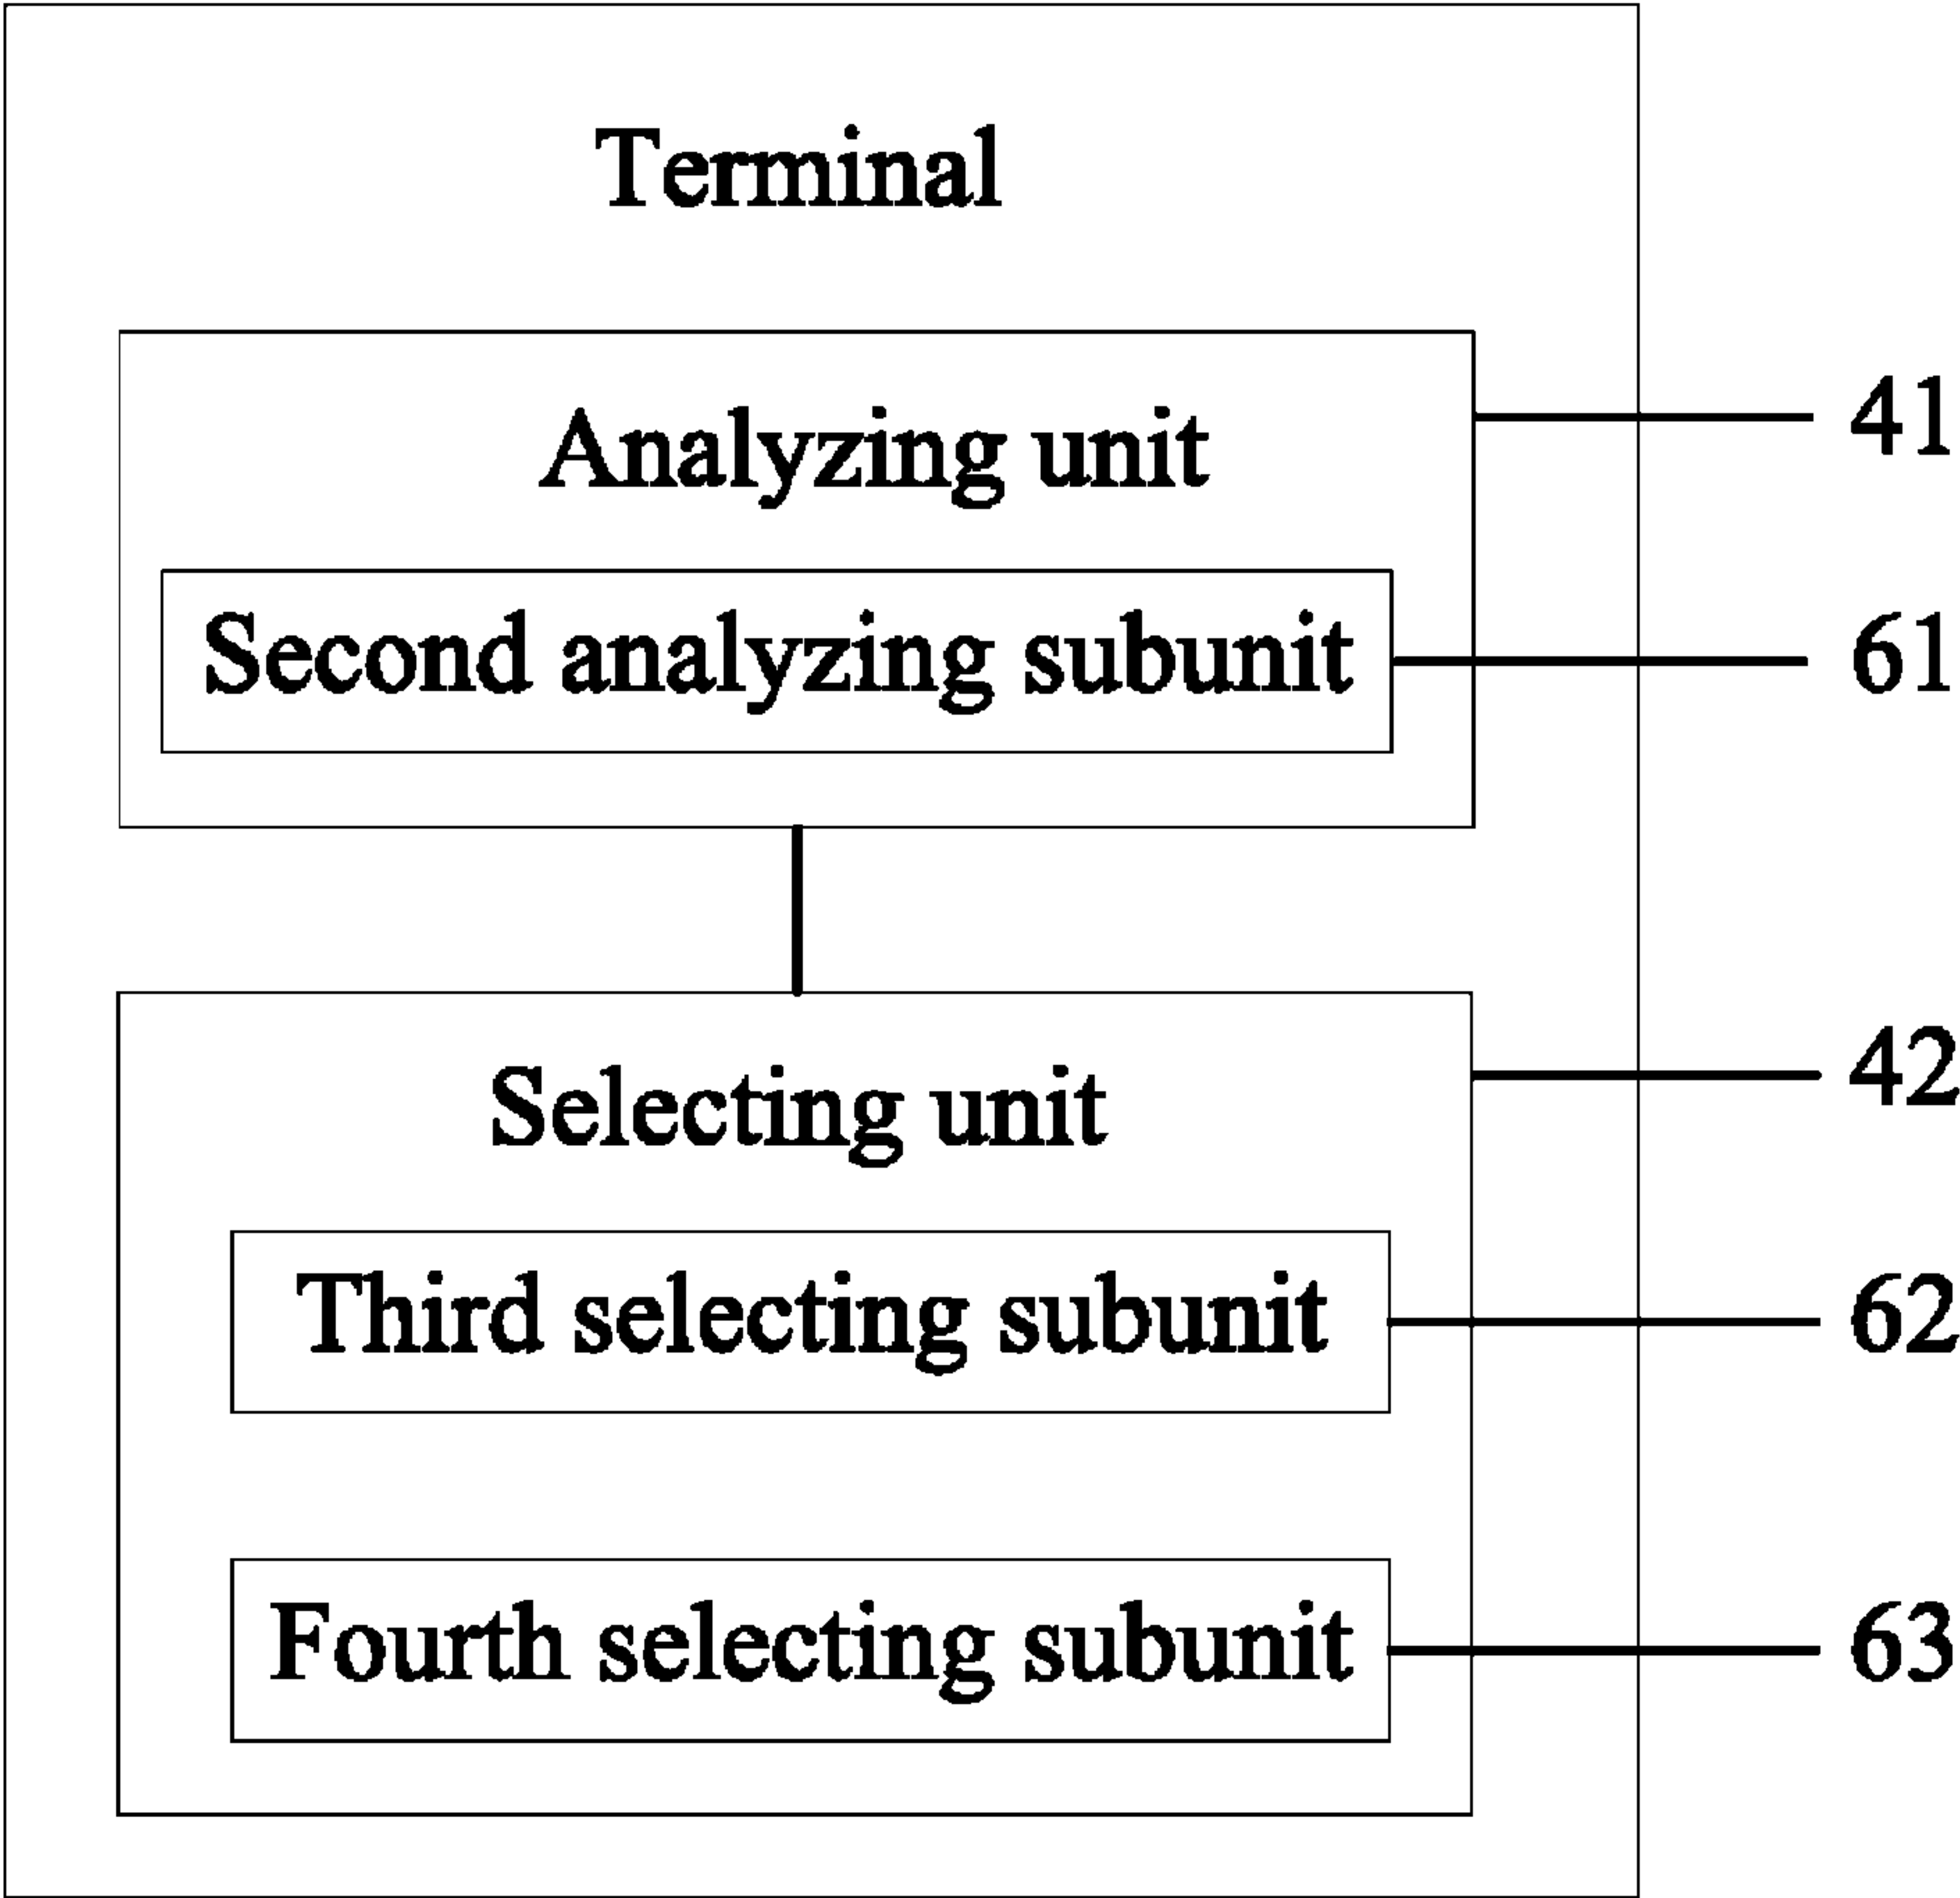 Terminal
Analyzing unit
41
Second analyzing subunit
61
Selecting unit
42
Third selecting subunit
62
Fourth selecting subunit
63